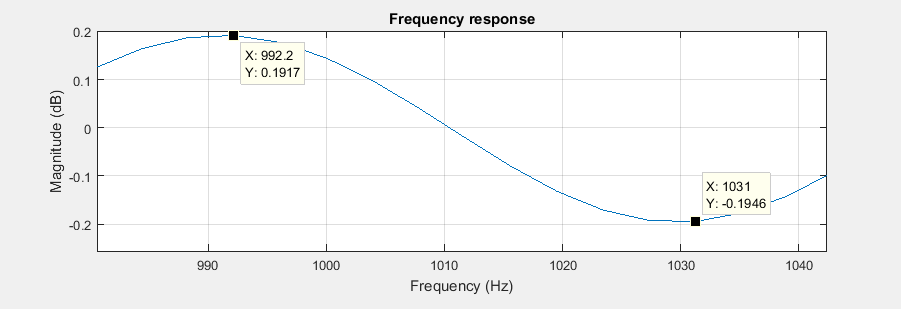 Frequency response
Magnitude (dB)
0.2
0.1
0
-0.1
-0.2
X: 992.2
Y: 0.1917
X: 1031
Y: -0.1946
990
1000
1010
1020
1030
1040
Frequency (Hz)